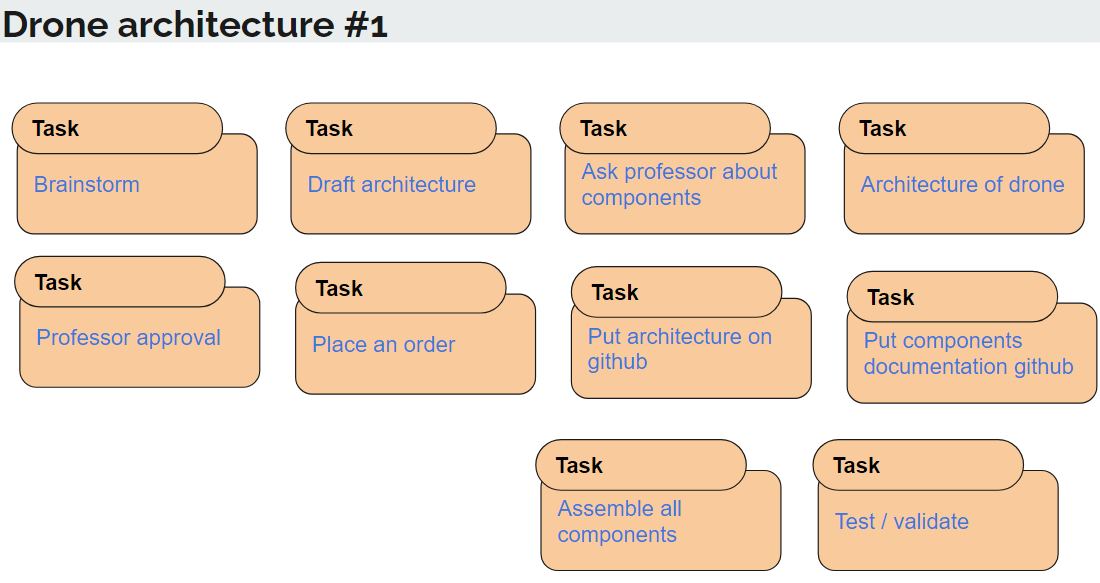 Drone architecture #1
Task
Brainstorm
Task
Draft architecture
Task
Ask professor about
components
Task
Architecture of drone
Task
Professor approval
Task
Place an order
Task
Put architecture on
github
Task
Put components
documentation github
Task
Assemble all
components
Task
Test / validate